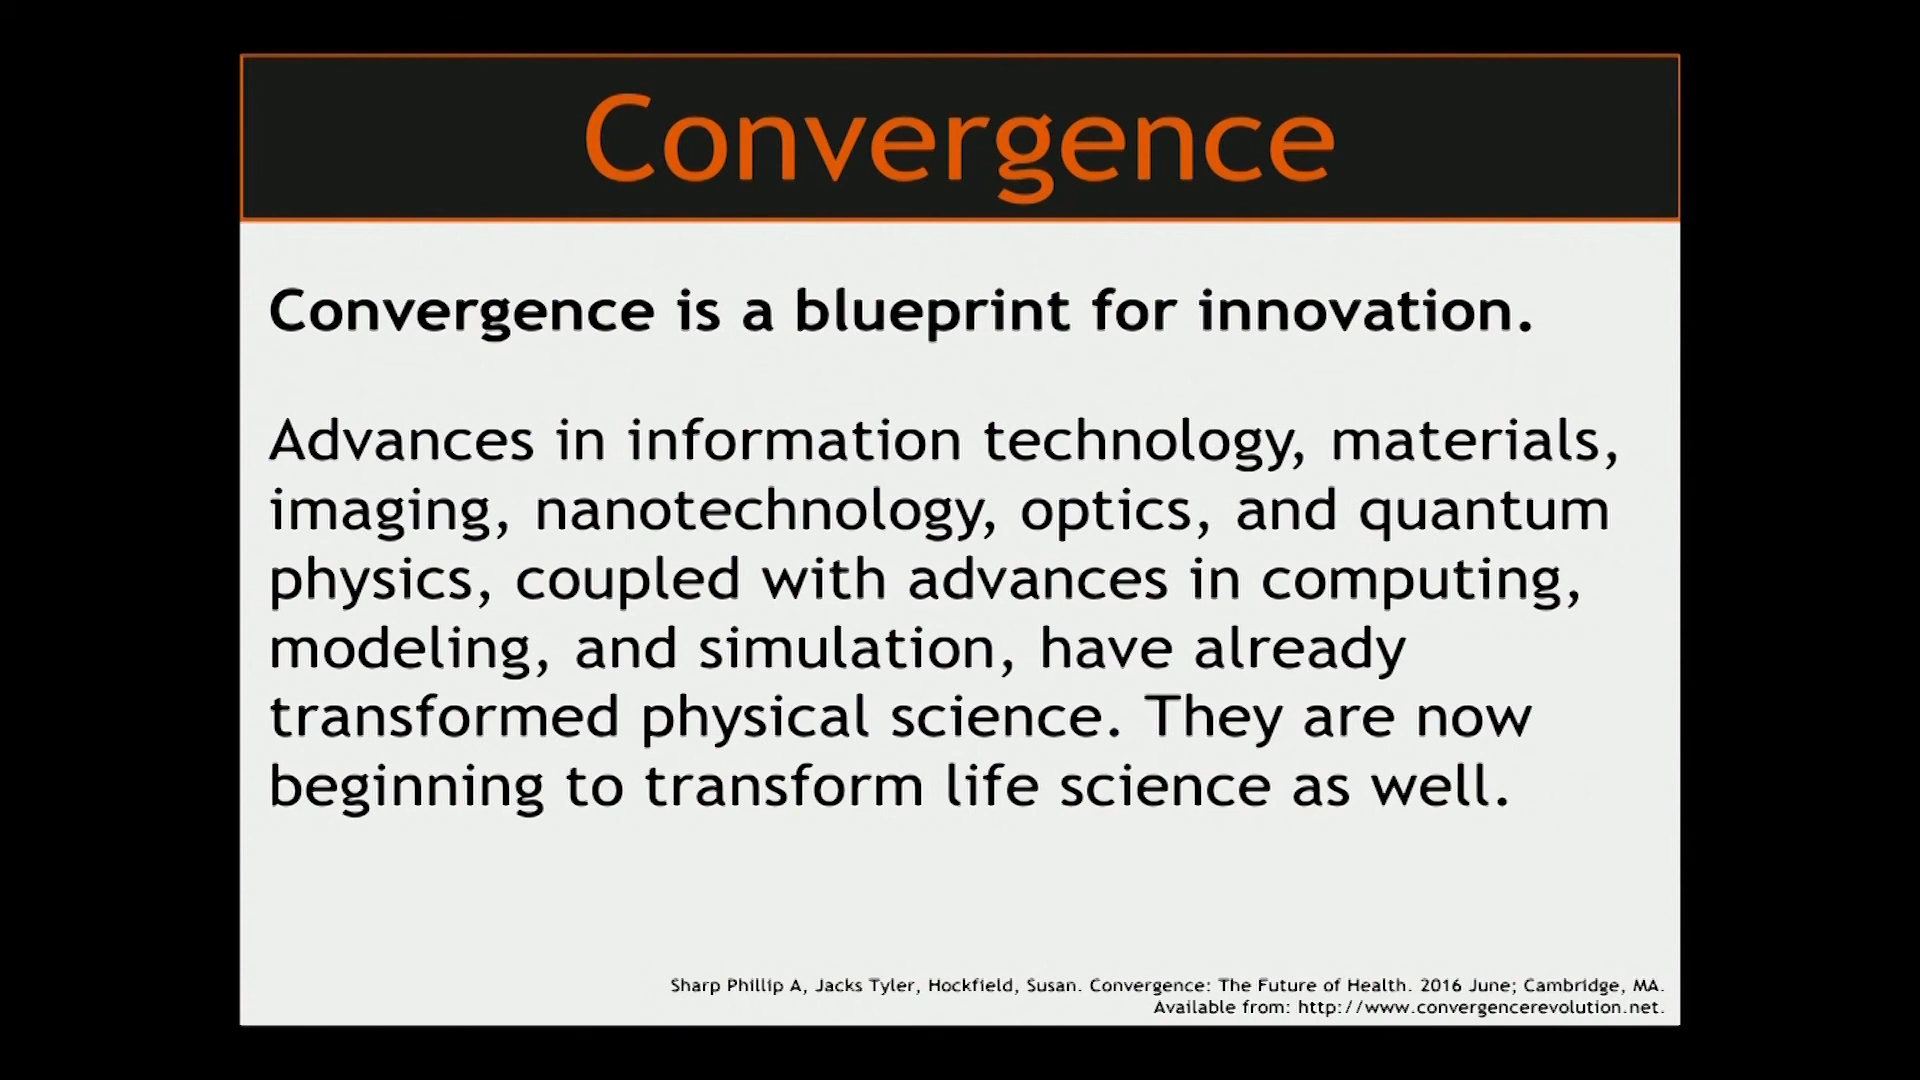 Convergence
Convergence is a blueprint for innovation.
Advances in information technology, materials,
imaging, nanotechnology, optics, and quantum
physics, coupled with advances in computing,
modeling, and simulation, have already
transformed physical science. They are now
beginning to transform life science as well.
Sharp Phillip A, Jacks Tyler, Hockfield, Susan. Convergence: The Future of Health. 2016 June; Cambridge, MA.
Available from: http://www.convergencerevolution.net.